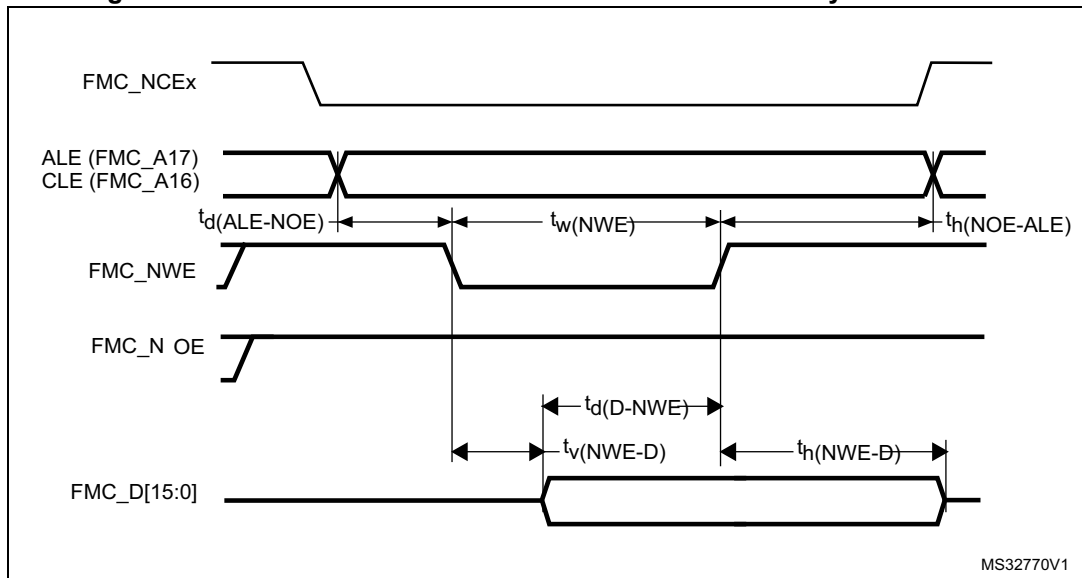 FMC_NCEx
ALE (FMC_A17)
CLE (FMC_A16)
td(ALE-NOE)
tw(NWE)
th(NOE-ALE)
FMC_NWE
FMC_N OE
td(D-NWE)
tv(NWE-D)
th(NWE-D)
FMC_D[15:0]
MS32770V1